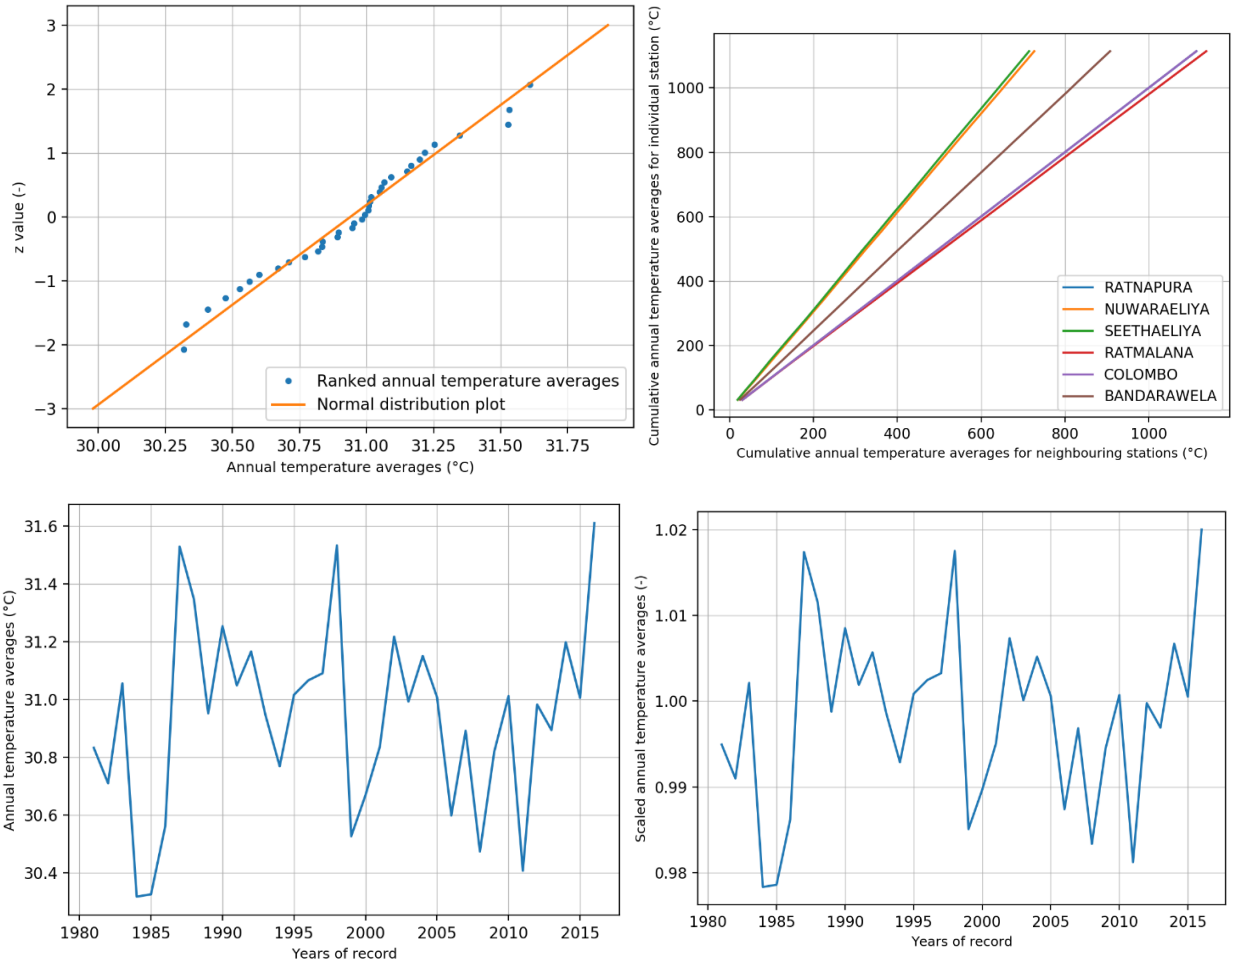 3
2
1
0
−1
−2
−3
z value (-)
Ranked annual temperature averages
Normal distribution plot
30.00 30.25 30.50 30.75 31.00 31.25 31.50 31.75
Annual temperature averages (°C)
1000
800
600
400
200
0
Cumulative annual temperature averages for individual station (°C)
RATNAPURA
NUWARAELIYA
SEETHAELIYA
RATMALANA
COLOMBO
BANDARAWELA
0 200 400 600 800 1000
Cumulative annual temperature averages for neighbouring stations (°C)
31.6
31.4
31.2
31.0
30.8
30.6
30.4
Annual temperature averages (°C)
1980 1985 1990 1995 2000 2005 2010 2015
Years of record
1.02
1.01
1.00
0.99
0.98
Scaled annual temperature averages (-)
1980 1985 1990 1995 2000 2005 2010 2015
Years of record